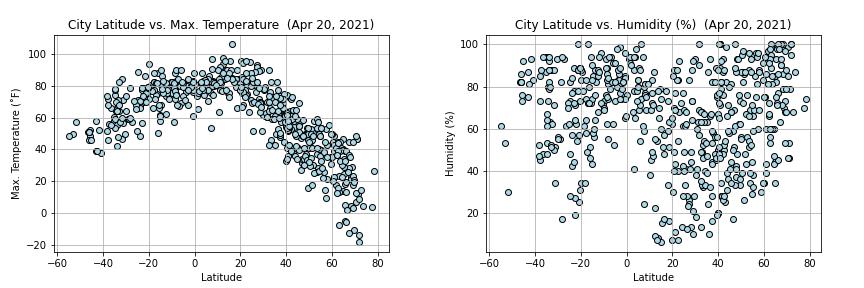 City Latitude vs. Max. Temperature  (Apr 20, 2021)
Max. Temperature (˚F)
100
80
60
40
20
0
−20
−60 −40 −20 0 20 40 60 80
Latitude
City Latitude vs. Humidity (%)  (Apr 20, 2021)
Humidity (%)
100
80
60
40
20
−60 −40 −20 0 20 40 60 80
Latitude